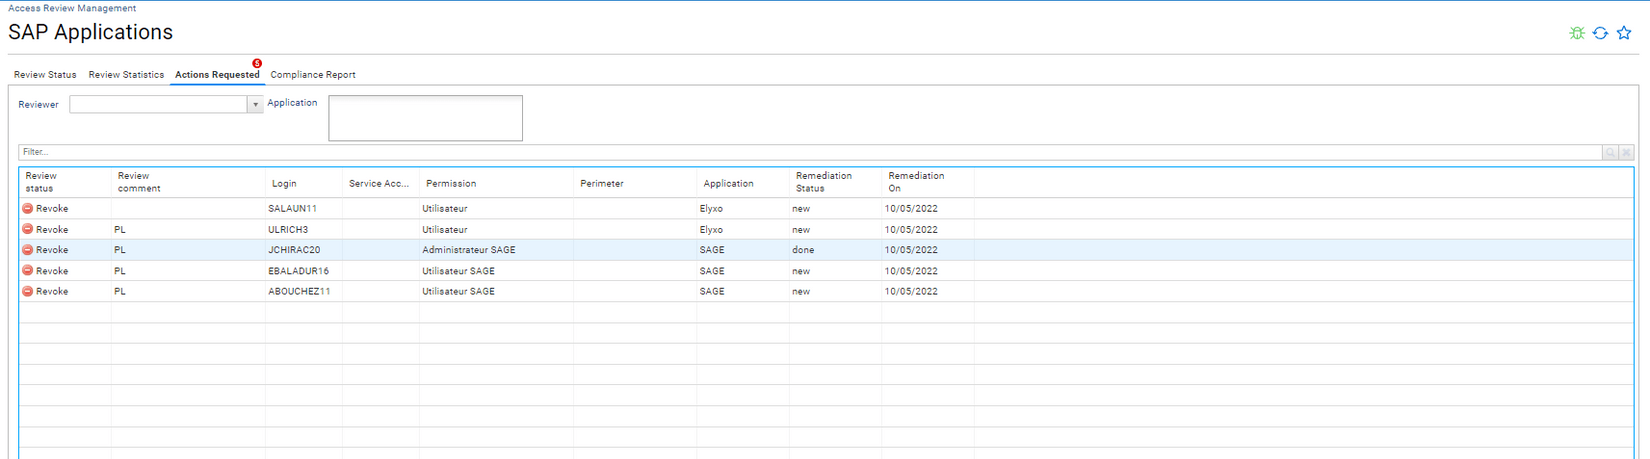 Access Review Management
SAP Applications
5
Review Status Review Statistics Actions Requested Compliance Report
Reviewer Application
Filter...
Review status Review comment Login Service Acc... Permission Perimeter Application Remediation Status Remediation On
Revoke SALAUN11 Utilisateur Elyxo new 10/05/2022
Revoke PL ULRICH3 Utilisateur Elyxo new 10/05/2022
Revoke PL JCHIRAC20 Administrateur SAGE SAGE done 10/05/2022
Revoke PL EBALADUR16 Utilisateur SAGE SAGE new 10/05/2022
Revoke PL ABOUCHEZ11 Utilisateur SAGE SAGE new 10/05/2022